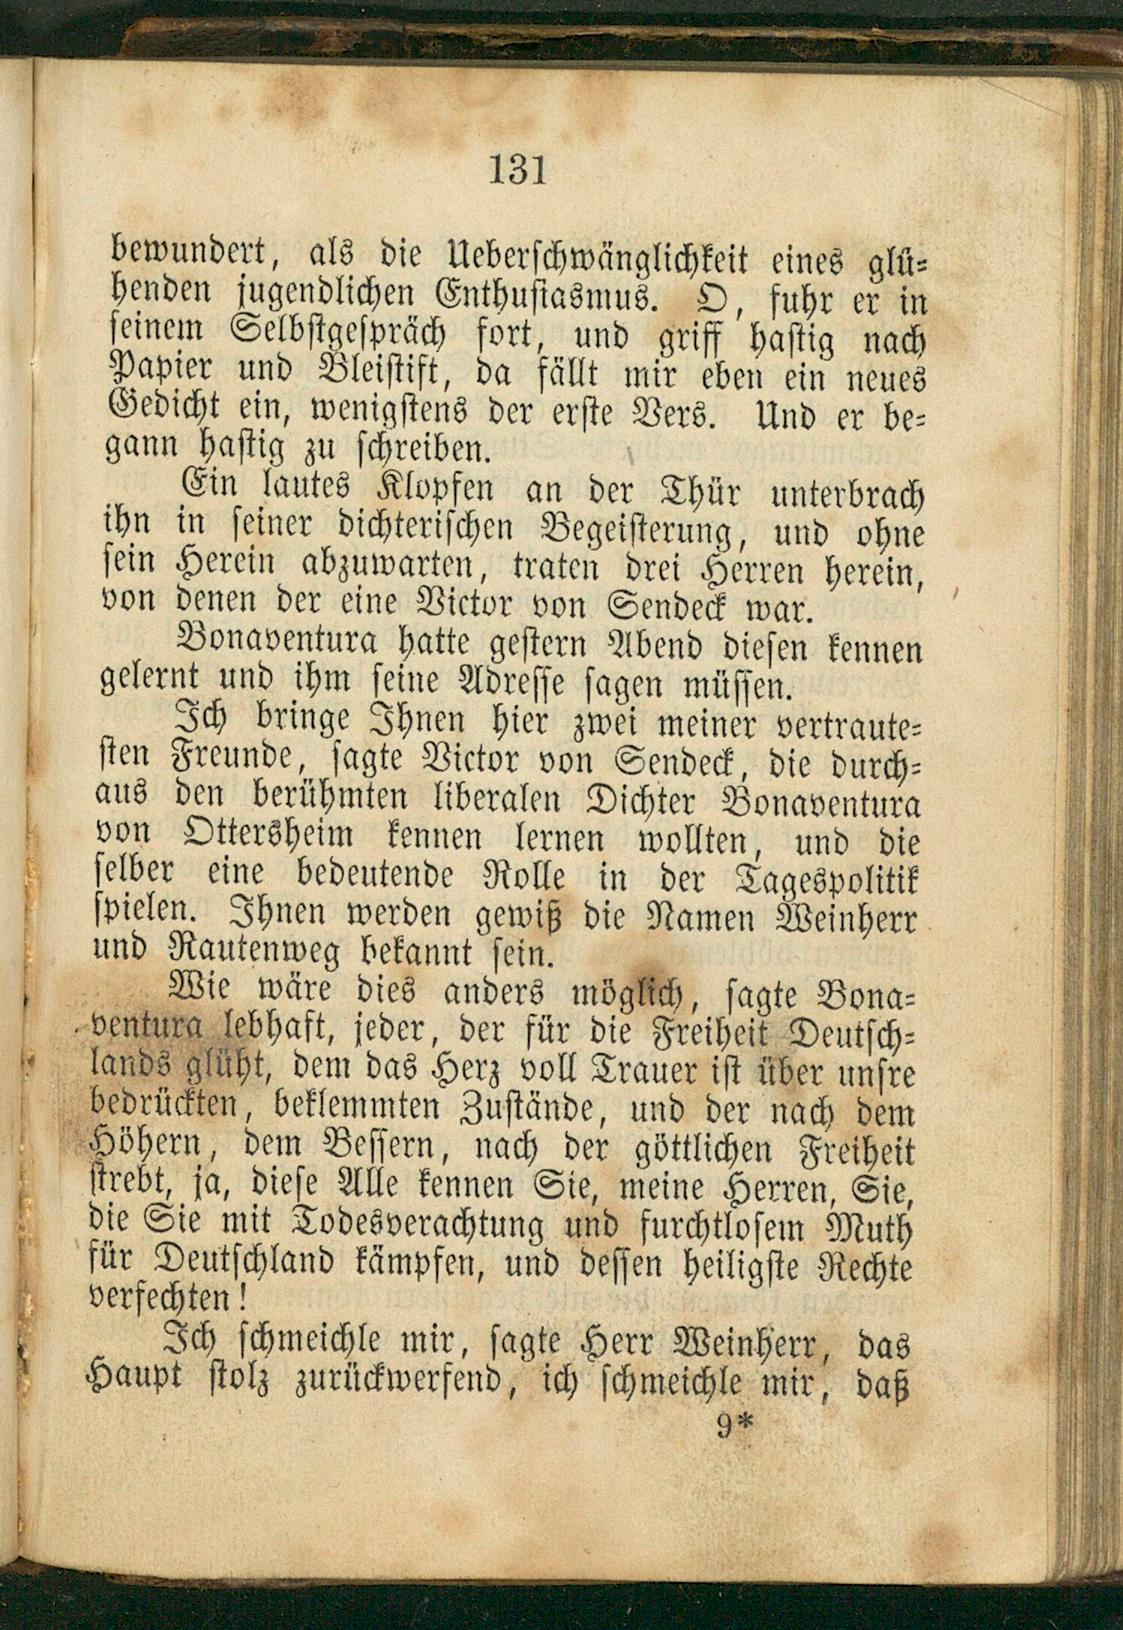 131
bewundert, als die Ueberschwänglichkeit eines glü-
henden jugendlichen Enthusiasmus. O, fuhr er in
seinem Selbstgespräch fort, und griff hastig nach
Papier und Bleistift, da fällt mir eben ein neues
Gedicht ein, wenigstens der erste Vers. Und er be-
gann hastig zu schreiben.
Ein lautes Klopfen an der Thür unterbrach
ihn in seiner dichterischen Begeisterung, und ohne
sein Herein abzuwarten, traten drei Herren herein,
von denen der eine Victor von Sendeck war.
Bonaventura hatte gestern Abend diesen kennen
gelernt und ihm seine Adresse sagen müssen.
Ich bringe Ihnen hier zwei meiner vertraute-
sten Freunde, sagte Victor von Sendeck, die durch-
aus den berühmten liberalen Dichter Bonaventura
von Ottersheim kennen lernen wollten, und die
selber eine bedeutende Rolle in der Tagespolitik
spielen. Ihnen werden gewiß die Namen Weinherr
und Rautenweg bekannt sein.
Wie wäre dies anders möglich, sagte Bona-
ventura lebhaft, jeder, der für die Freiheit Deutsch-
lands glüht, dem das Herz voll Trauer ist über unsre
bedrückten, beklemmten Zustände, und der nach dem
Höhern, dem Bessern, nach der göttlichen Freiheit
strebt, ja, diese Alle kennen Sie, meine Herren, Sie,
die Sie mit Todesverachtung und furchtlosem Muth
für Deutschland kämpfen, und dessen heiligste Rechte
verfechten!
Ich schmeichle mir, sagte Herr Weinherr, das
Haupt stolz zurückwerfend, ich schmeichle mir, daß
9*